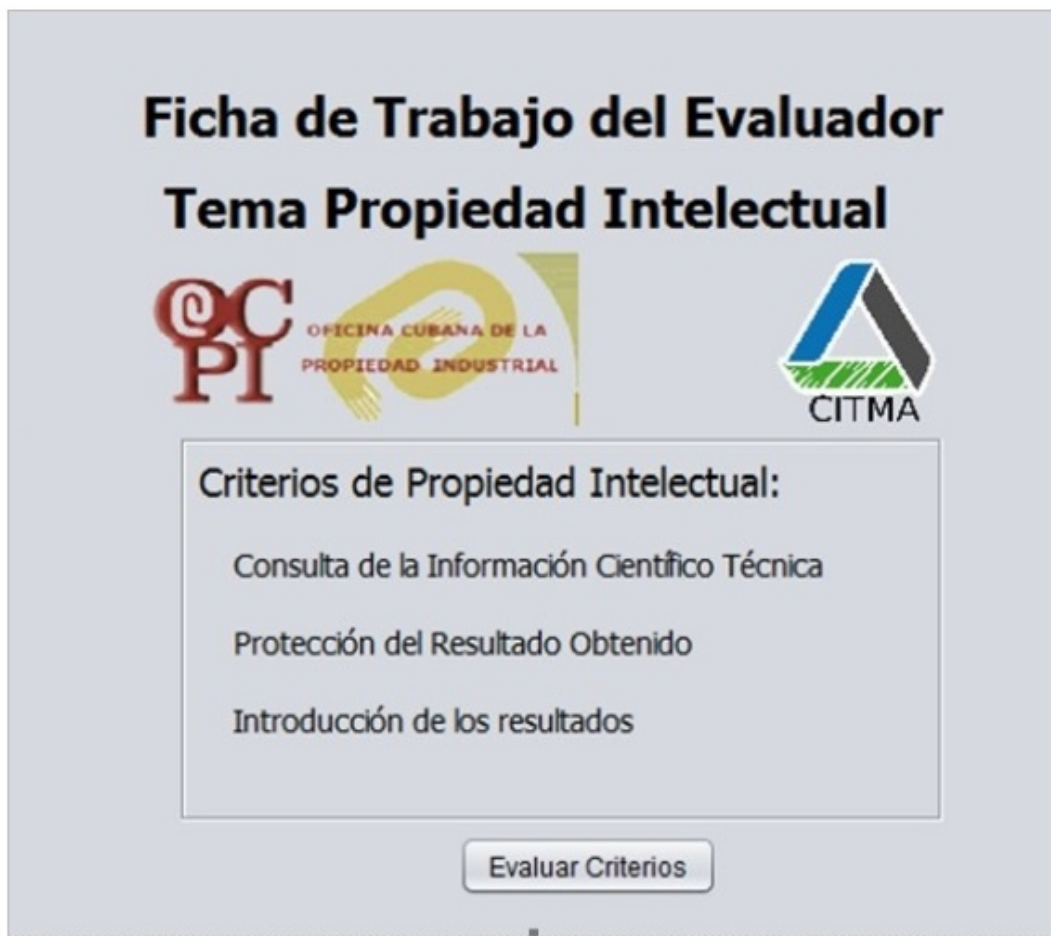 Ficha de Trabajo del Evaluador
Tema Propiedad Intelectual
OCPI
OFICINA CUBANA DE LA
PROPIEDAD INDUSTRIAL
CITMA
Criterios de Propiedad Intelectual:
Consulta de la Información Científico Técnica
Protección del Resultado Obtenido
Introducción de los resultados
Evaluar Criterios